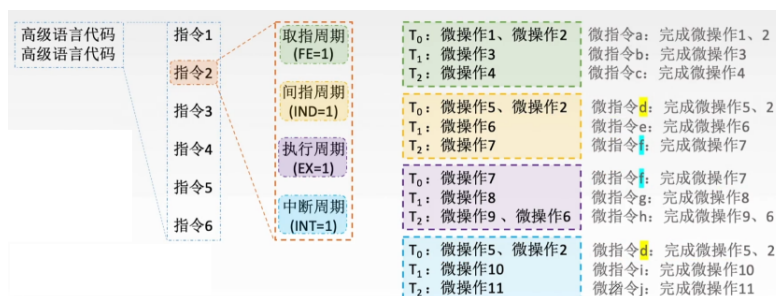 高级语言代码
高级语言代码
指令1
指令2
指令3
指令4
指令5
指令6
取指周期
(FE=1)
间指周期
(IND=1)
执行周期
(EX=1)
中断周期
(INT=1)
T₀：微操作1、微操作2
T₁：微操作3
T₂：微操作4
T₀：微操作5、微操作2
T₁：微操作6
T₂：微操作7
T₀：微操作7
T₁：微操作8
T₂：微操作9 、微操作6
T₀：微操作5、微操作2
T₁：微操作10
T₂：微操作11
微指令a：完成微操作1、2
微指令b：完成微操作3
微指令c：完成微操作4
微指令d：完成微操作5、2
微指令e：完成微操作6
微指令f：完成微操作7
微指令f：完成微操作7
微指令g：完成微操作8
微指令h：完成微操作9、6
微指令d：完成微操作5、2
微指令i：完成微操作10
微指令j：完成微操作11